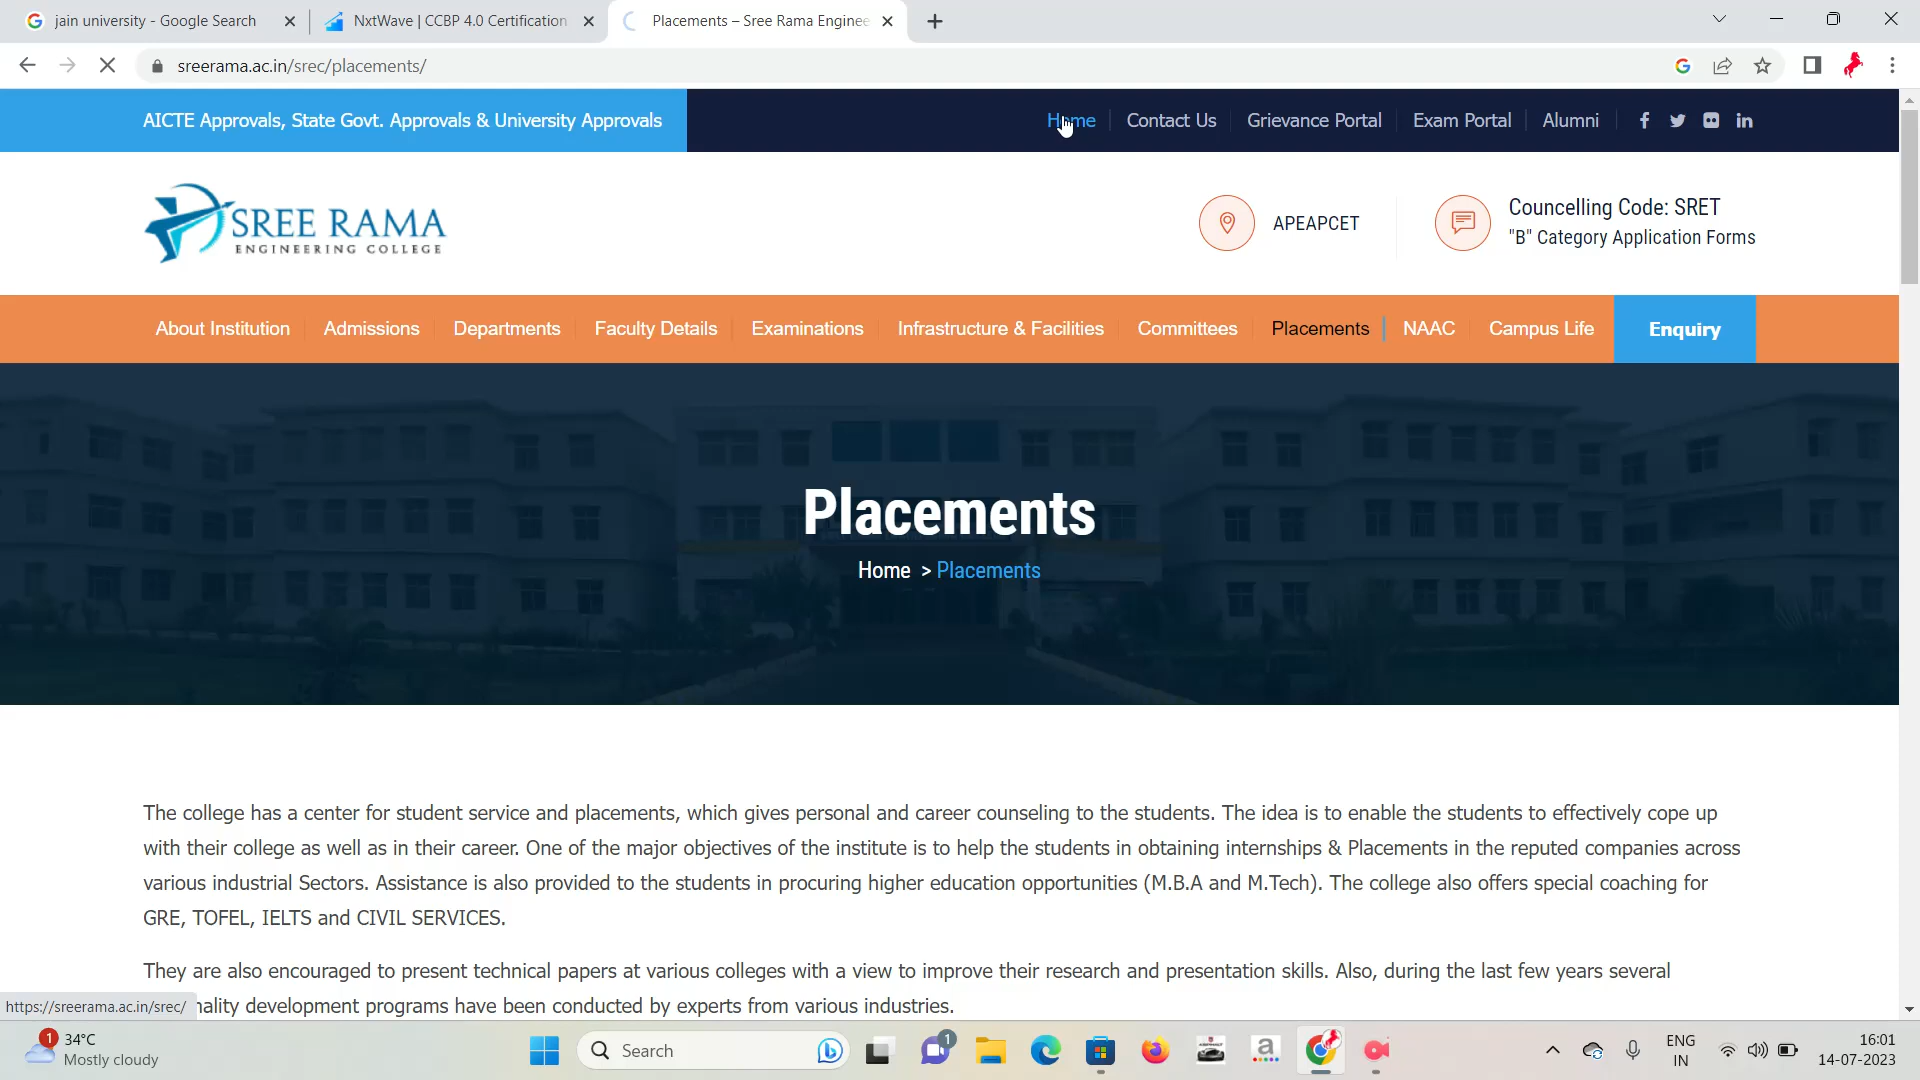 jain university - Google Search
NxtWave | CCBP 4.0 Certification
Placements – Sree Rama Enginee
sreerama.ac.in/srec/placements/
AICTE Approvals, State Govt. Approvals & University Approvals
Home
Contact Us
Grievance Portal
Exam Portal
Alumni
SREE RAMA
ENGINEERING COLLEGE
APEAPCET
Councelling Code: SRET
"B" Category Application Forms
About Institution
Admissions
Departments
Faculty Details
Examinations
Infrastructure & Facilities
Committees
Placements
NAAC
Campus Life
Enquiry
Placements
Home > Placements
The college has a center for student service and placements, which gives personal and career counseling to the students. The idea is to enable the students to effectively cope up
with their college as well as in their career. One of the major objectives of the institute is to help the students in obtaining internships & Placements in the reputed companies across
various industrial Sectors. Assistance is also provided to the students in procuring higher education opportunities (M.B.A and M.Tech). The college also offers special coaching for
GRE, TOFEL, IELTS and CIVIL SERVICES.
They are also encouraged to present technical papers at various colleges with a view to improve their research and presentation skills. Also, during the last few years several
nality development programs have been conducted by experts from various industries.
https://sreerama.ac.in/srec/
1
34°C
Mostly cloudy
Search
1
ENG
IN
16:01
14-07-2023